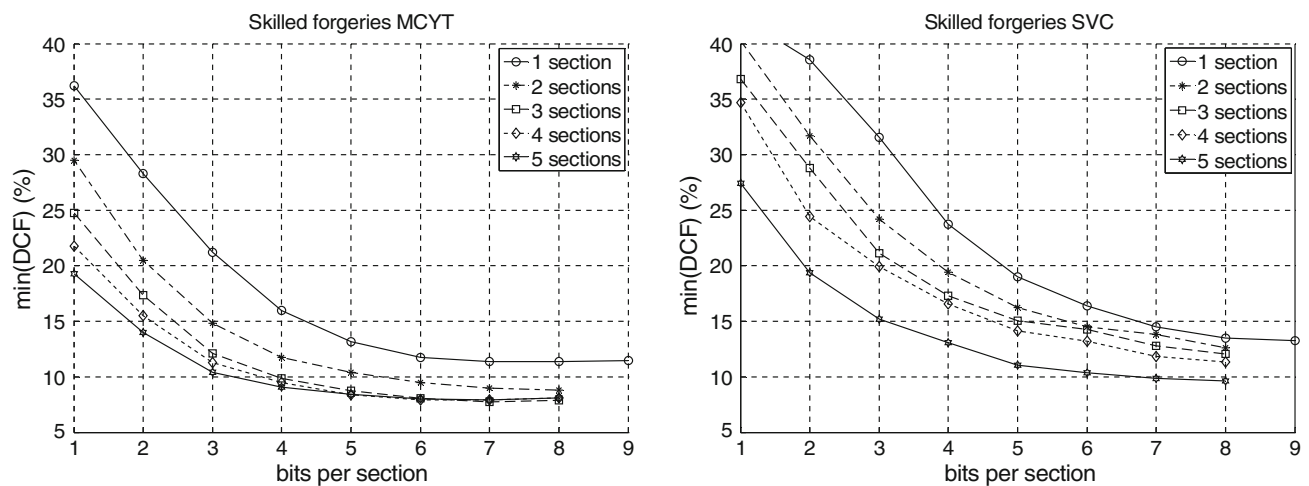 Skilled forgeries MCYT
40
35
30
25
20
15
10
5
min(DCF) (%)
1 2 3 4 5 6 7 8 9
bits per section
1 section
2 sections
3 sections
4 sections
5 sections
Skilled forgeries SVC
40
35
30
25
20
15
10
5
min(DCF) (%)
1 2 3 4 5 6 7 8 9
bits per section
1 section
2 sections
3 sections
4 sections
5 sections